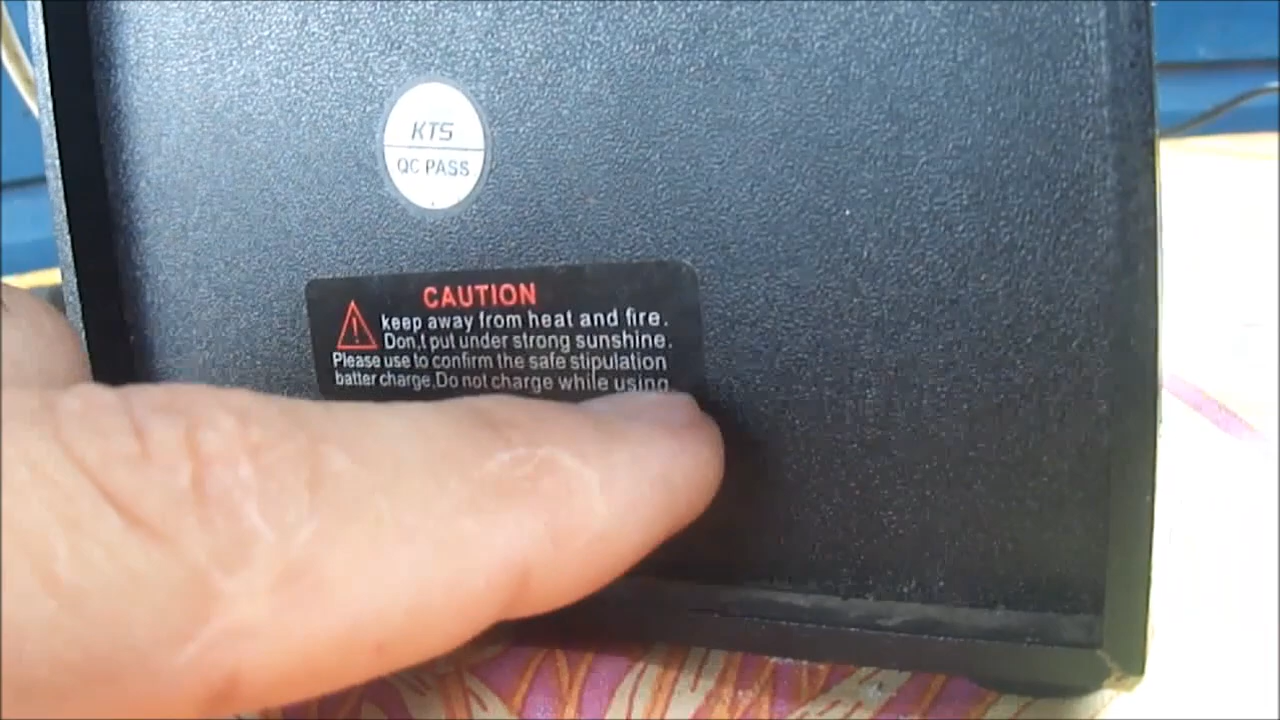 KTS
QC PASS
CAUTION
keep away from heat and fire.
Don,t put under strong sunshine.
Please use to confirm the safe stipulation
batter charge.Do not charge while using